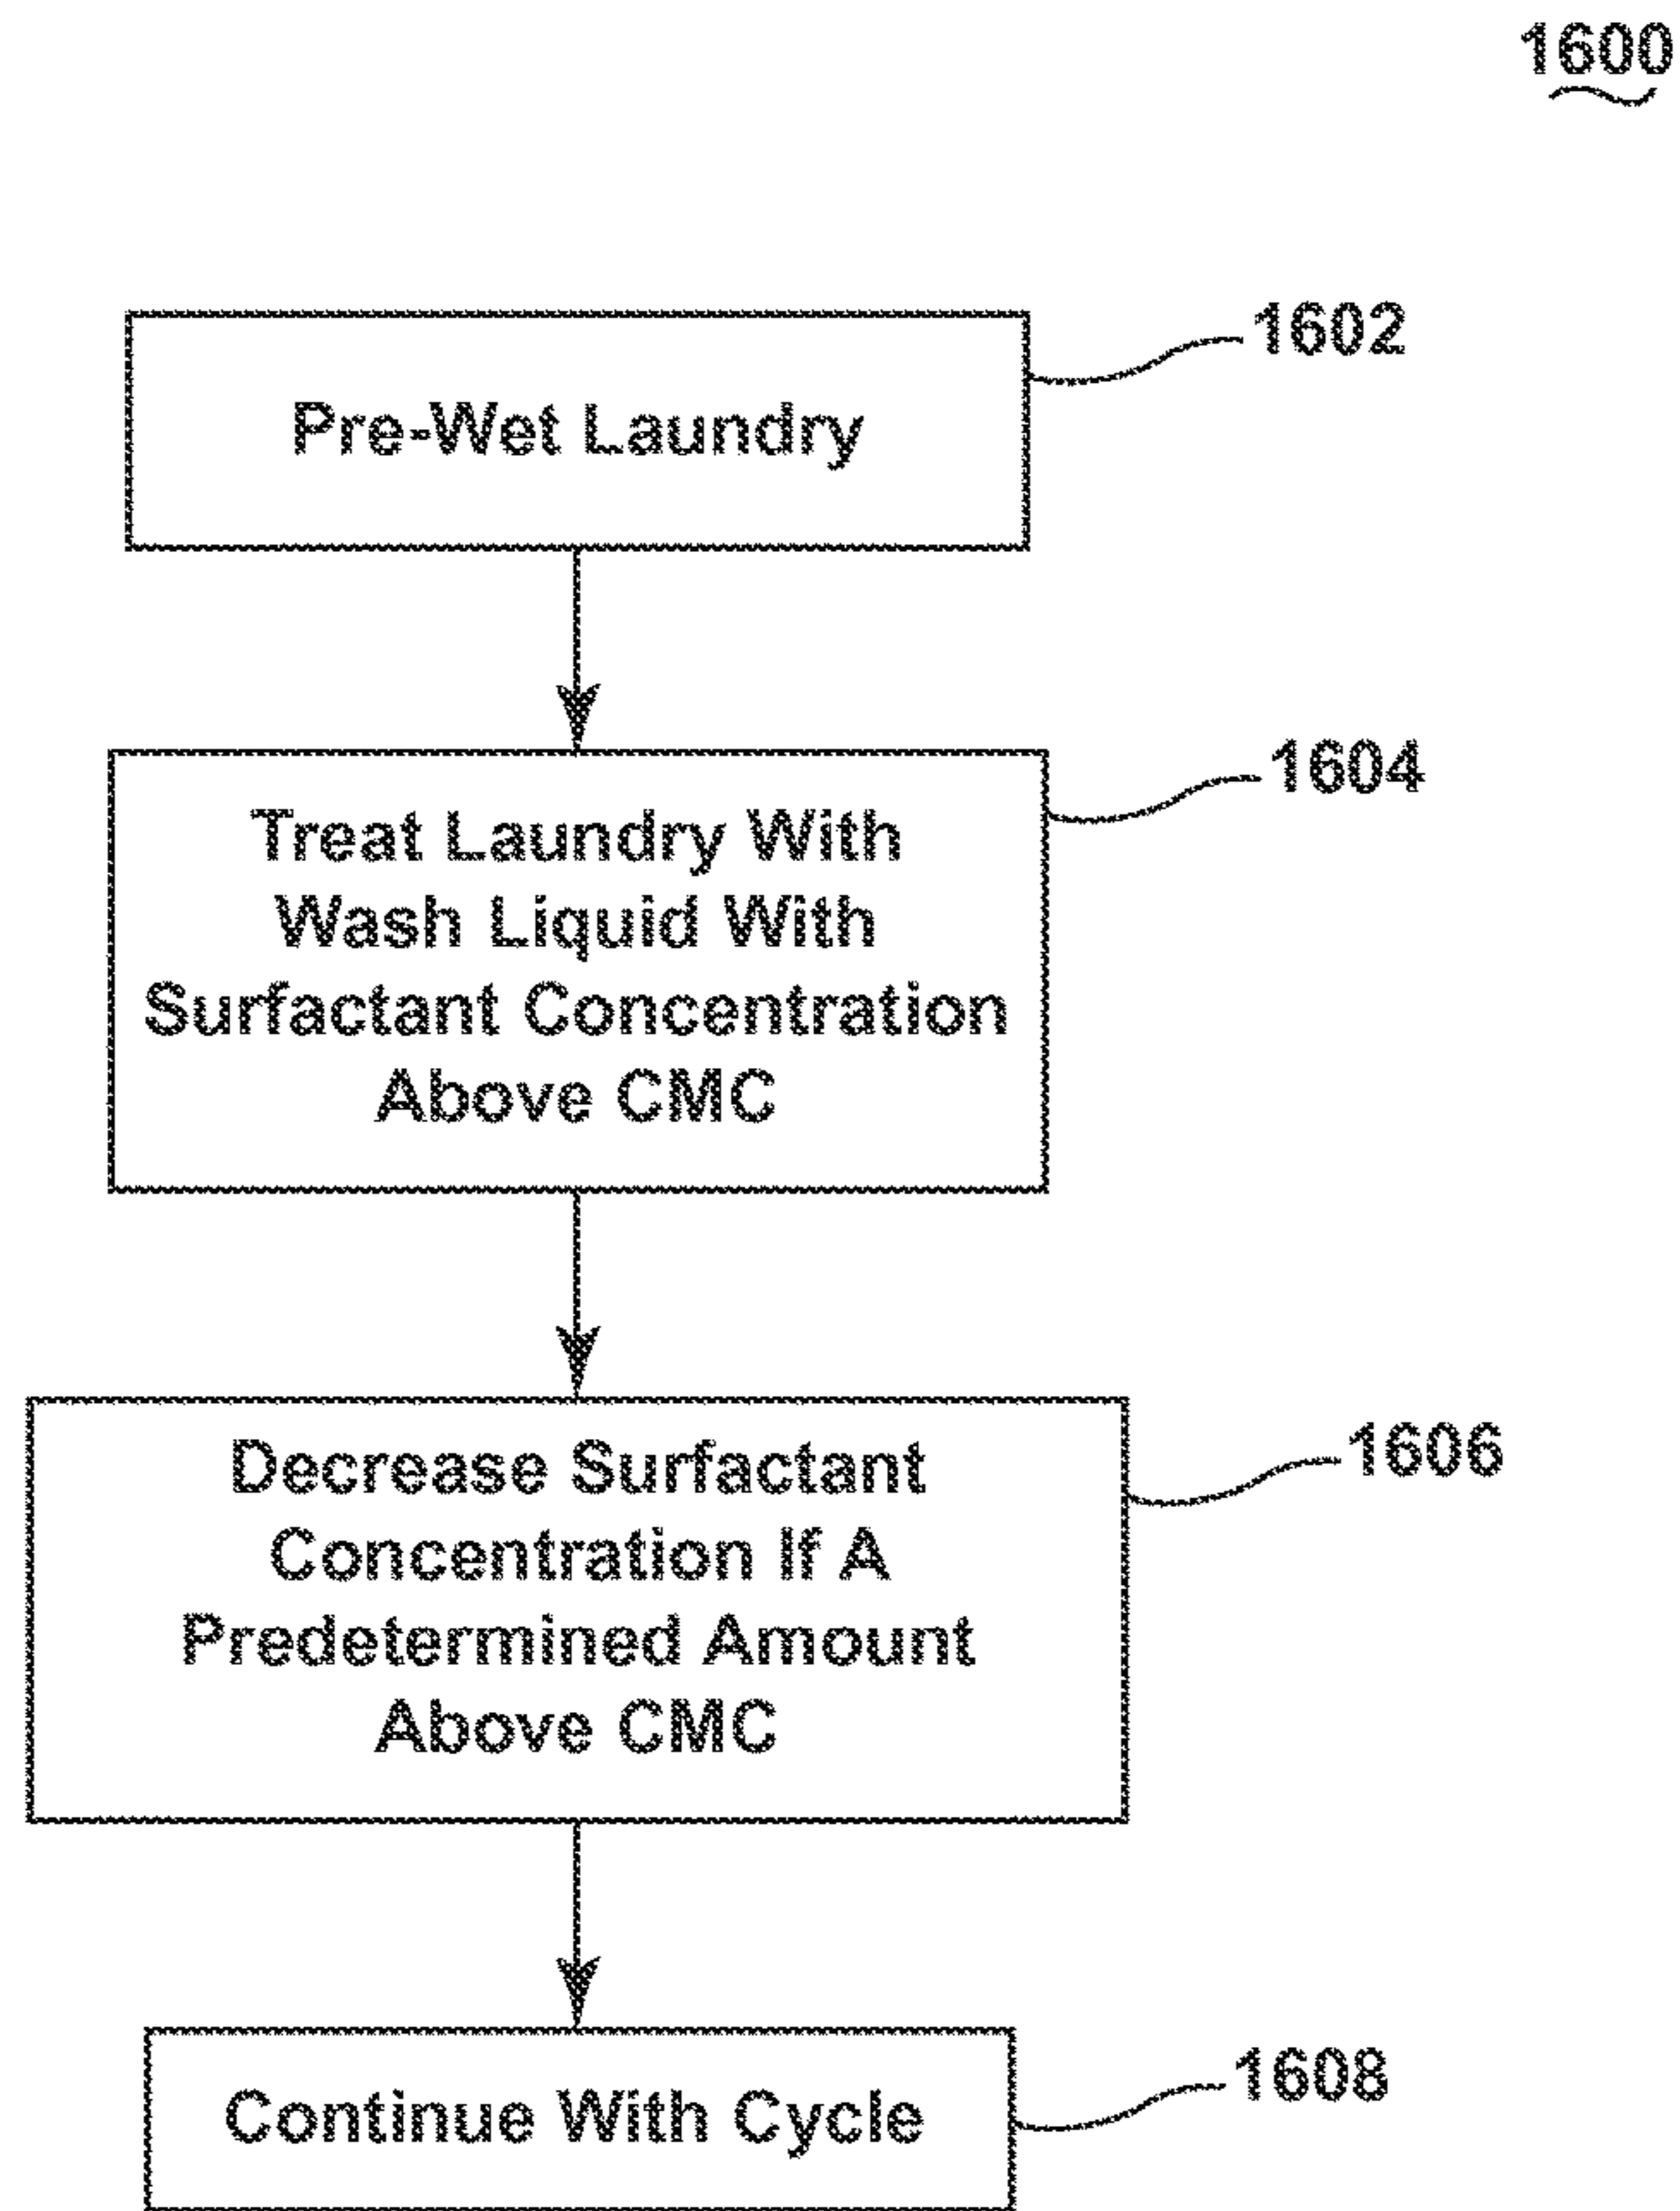 1600
Pre-Wet Laundry
1602
Treat Laundry With
Wash Liquid With
Surfactant Concentration
Above CMC
1604
Decrease Surfactant
Concentration If A
Predetermined Amount
Above CMC
1606
Continue With Cycle
1608